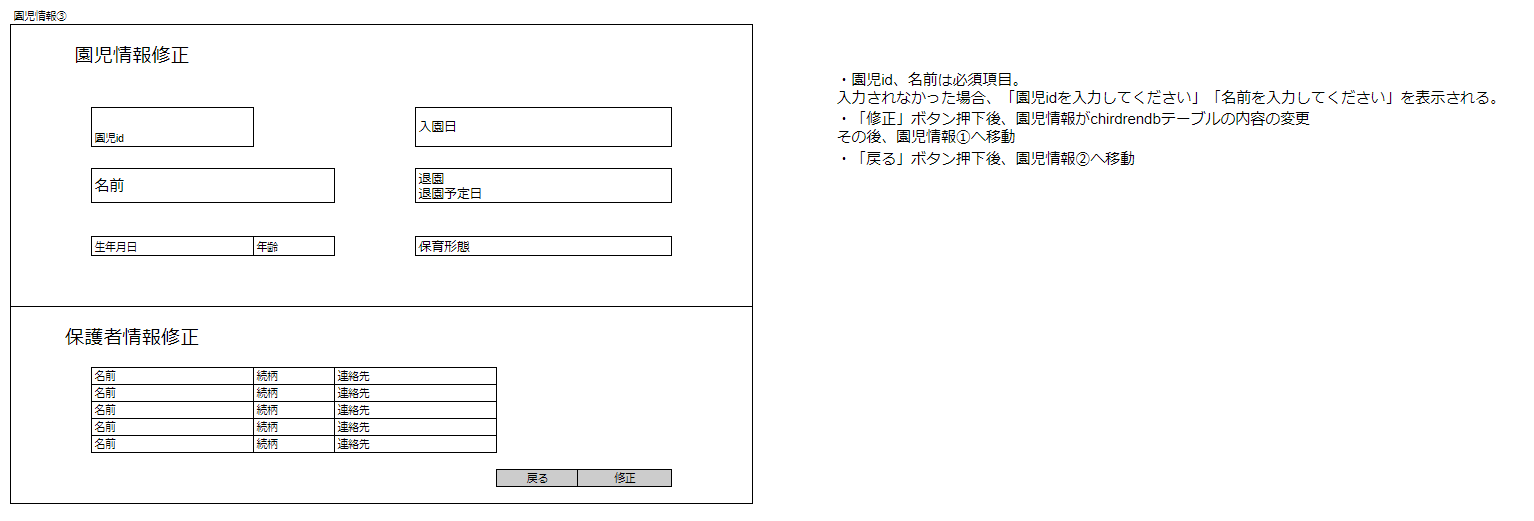 園児情報③
園児情報修正
園児id
入園日
名前
退園
退園予定日
生年月日 年齢
保育形態
保護者情報修正
名前 続柄 連絡先
名前 続柄 連絡先
名前 続柄 連絡先
名前 続柄 連絡先
名前 続柄 連絡先
戻る 修正
・園児id、名前は必須項目。
入力されなかった場合、「園児idを入力してください」「名前を入力してください」を表示される。
・「修正」ボタン押下後、園児情報がchirdrendbテーブルの内容の変更
その後、園児情報①へ移動
・「戻る」ボタン押下後、園児情報②へ移動